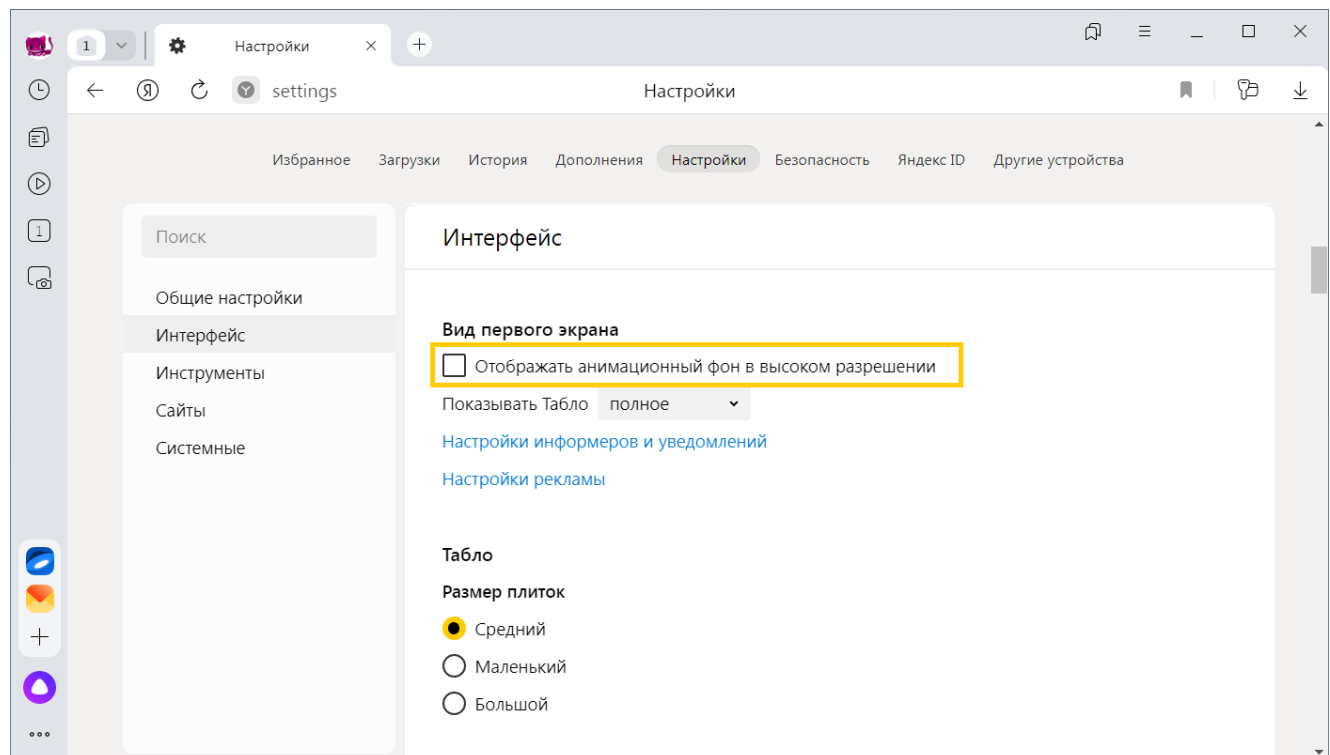 1
Настройки
Я
settings
Настройки
Избранное Загрузки История Дополнения Настройки Безопасность Яндекс ID Другие устройства
1
Поиск
Общие настройки
Интерфейс
Инструменты
Сайты
Системные
Интерфейс
Вид первого экрана
Отображать анимационный фон в высоком разрешении
Показывать Табло полное
Настройки информеров и уведомлений
Настройки рекламы
Табло
Размер плиток
Средний
Маленький
Большой